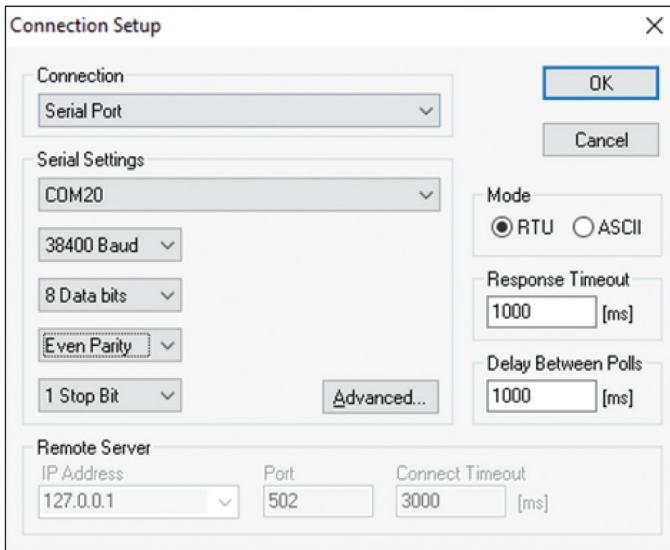 Connection Setup
Connection
Serial Port
OK
Cancel
Serial Settings
COM20
38400 Baud
8 Data bits
Even Parity
1 Stop Bit
Advanced...
Mode
RTU ASCII
Response Timeout
1000 [ms]
Delay Between Polls
1000 [ms]
Remote Server
IP Address Port Connect Timeout
127.0.0.1 502 3000 [ms]